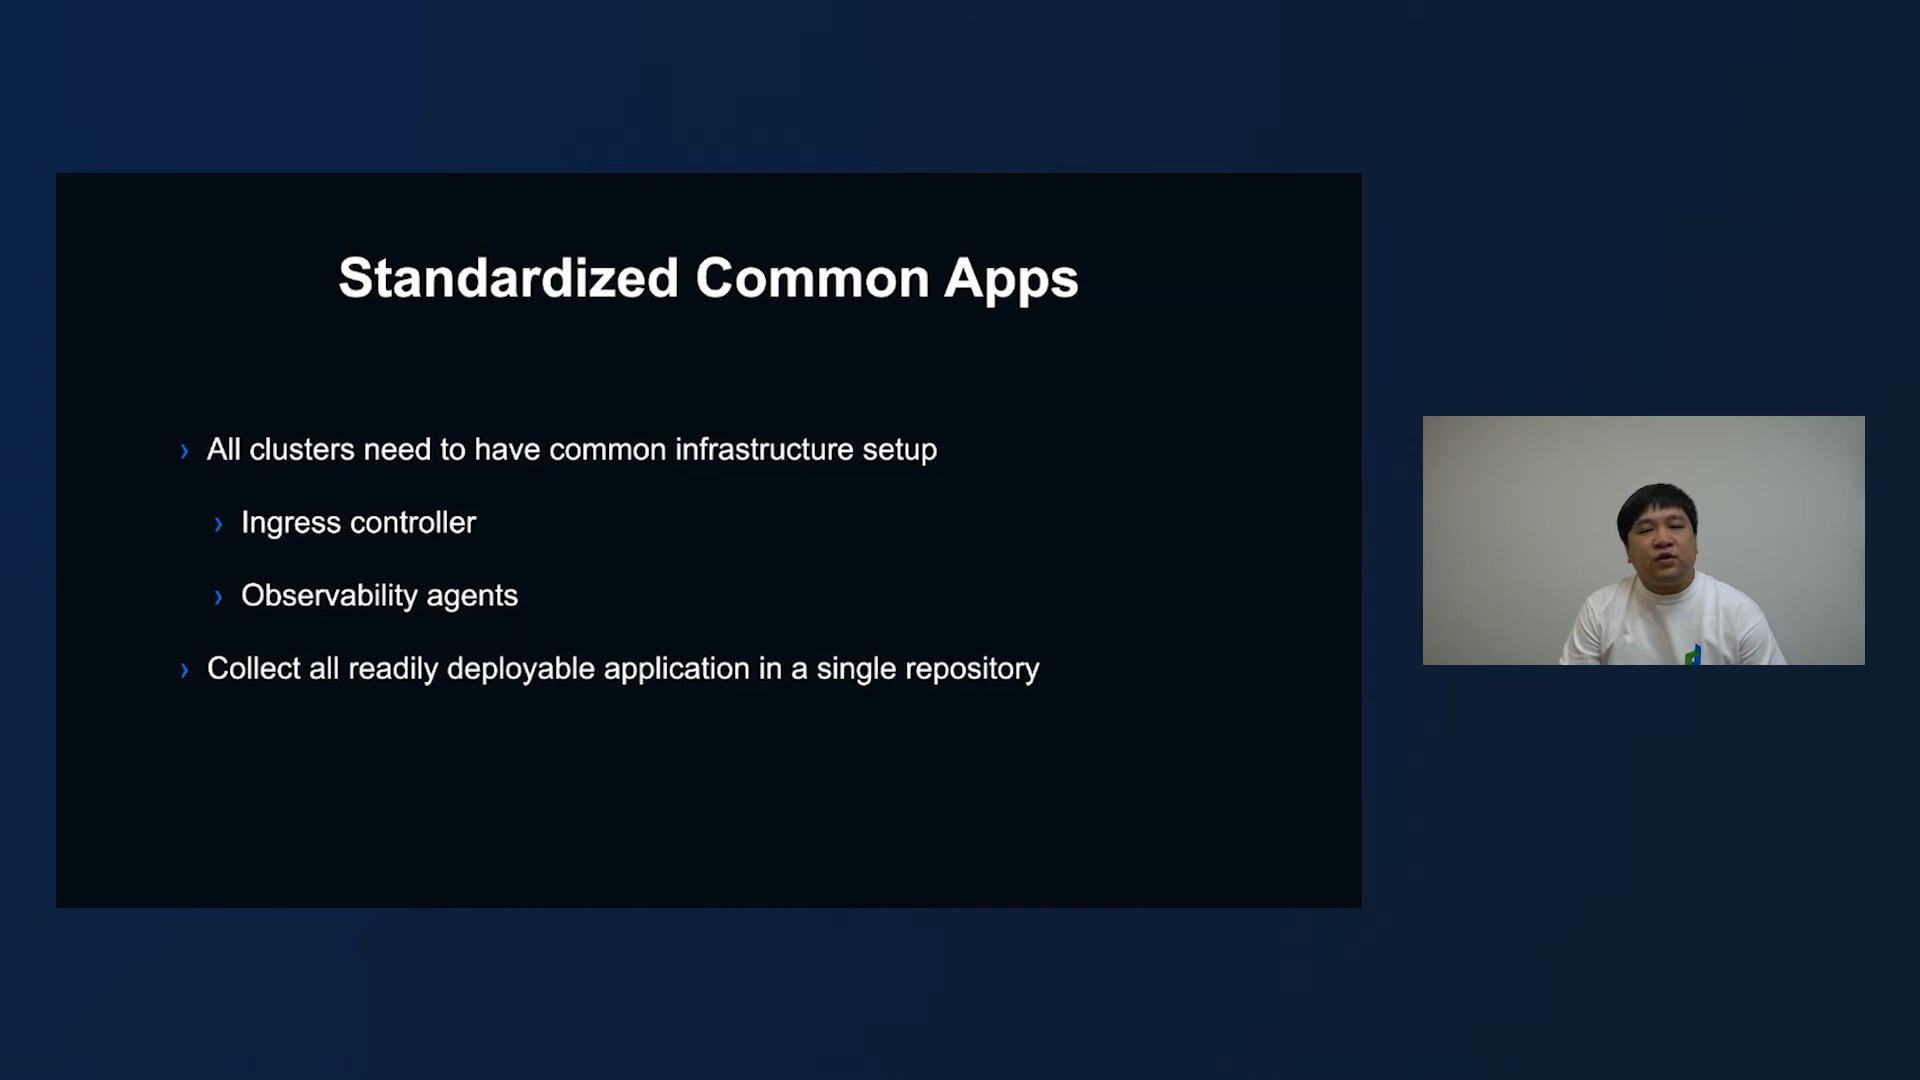 Standardized Common Apps
› All clusters need to have common infrastructure setup
› Ingress controller
› Observability agents
› Collect all readily deployable application in a single repository